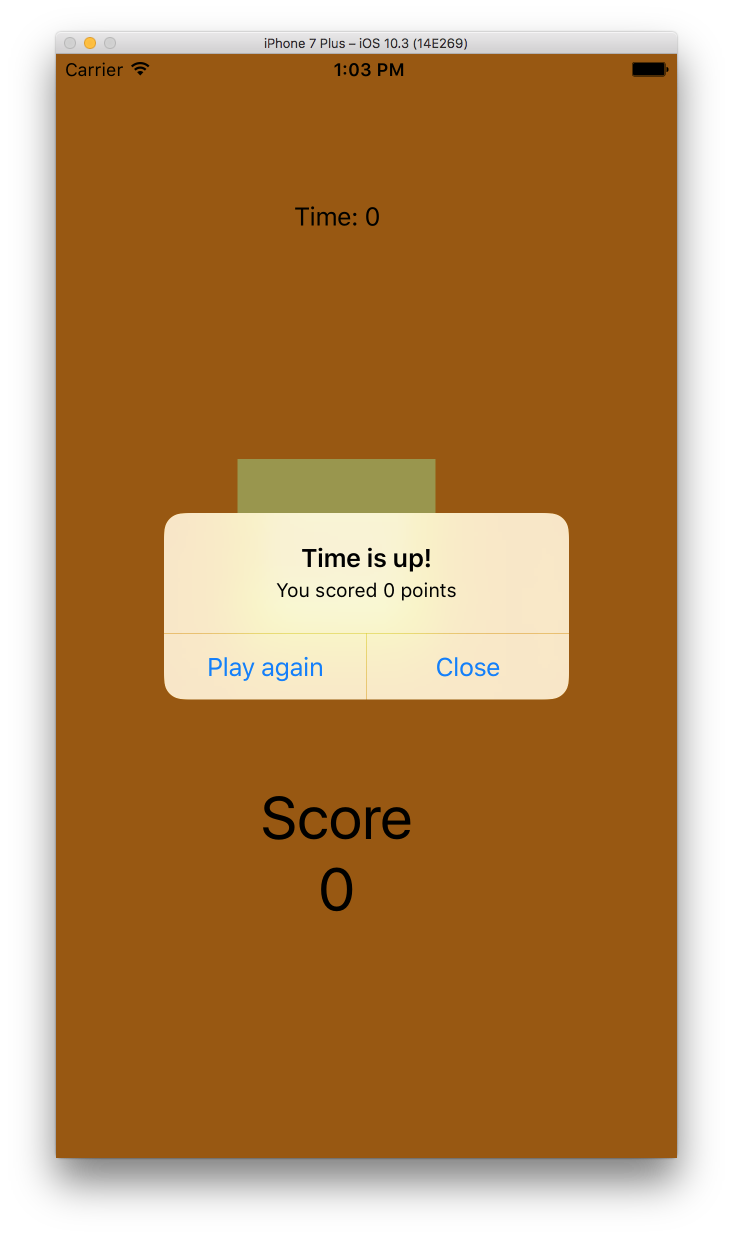 iPhone 7 Plus – iOS 10.3 (14E269)
Carrier 1:03 PM
Time: 0
Time is up!
You scored 0 points
Play again Close
Score
0